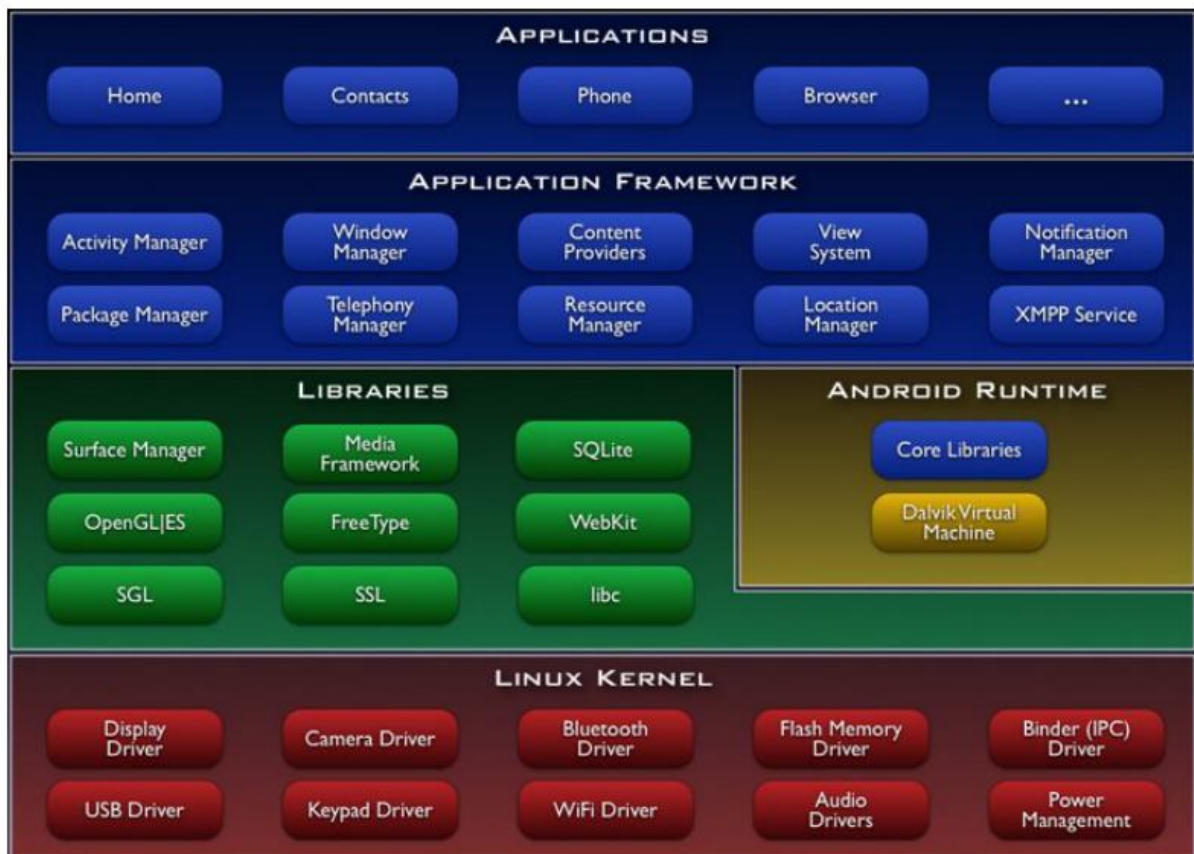 APPLICATIONS
Home
Contacts
Phone
Browser
...
APPLICATION FRAMEWORK
Activity Manager
Window
Manager
Content
Providers
View
System
Notification
Manager
Package Manager
Telephony
Manager
Resource
Manager
Location
Manager
XMPP Service
LIBRARIES
Surface Manager
Media
Framework
SQLite
OpenGL|ES
FreeType
WebKit
SGL
SSL
libc
ANDROID RUNTIME
Core Libraries
Dalvik Virtual
Machine
LINUX KERNEL
Display
Driver
Camera Driver
Bluetooth
Driver
Flash Memory
Driver
Binder (IPC)
Driver
USB Driver
Keypad Driver
WiFi Driver
Audio
Drivers
Power
Management